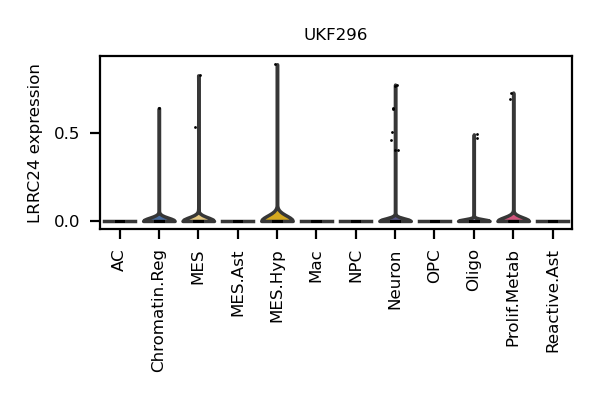 UKF296
LRRC24 expression
0.5
0.0
AC
Chromatin.Reg
MES
MES.Ast
MES.Hyp
Mac
NPC
Neuron
OPC
Oligo
Prolif.Metab
Reactive.Ast